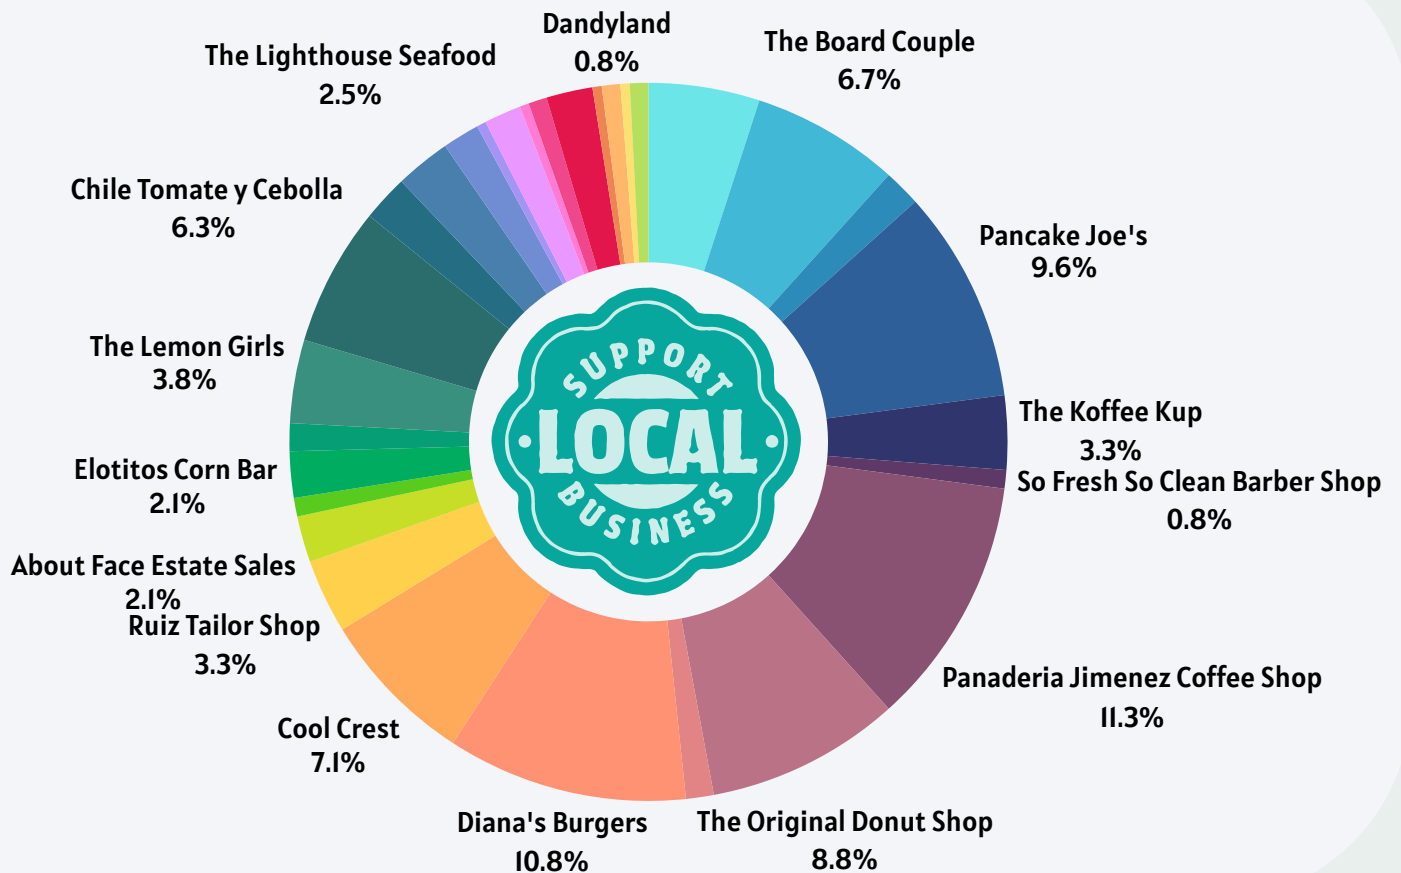 Dandyland
0.8%
The Board Couple
6.7%
Pancake Joe's
9.6%
The Koffee Kup
3.3%
So Fresh So Clean Barber Shop
0.8%
Panaderia Jimenez Coffee Shop
11.3%
The Original Donut Shop
8.8%
Diana's Burgers
10.8%
Cool Crest
7.1%
Ruiz Tailor Shop
3.3%
About Face Estate Sales
2.1%
Elotitos Corn Bar
2.1%
The Lemon Girls
3.8%
Chile Tomate y Cebolla
6.3%
The Lighthouse Seafood
2.5%
SUPPORT
LOCAL
BUSINESS